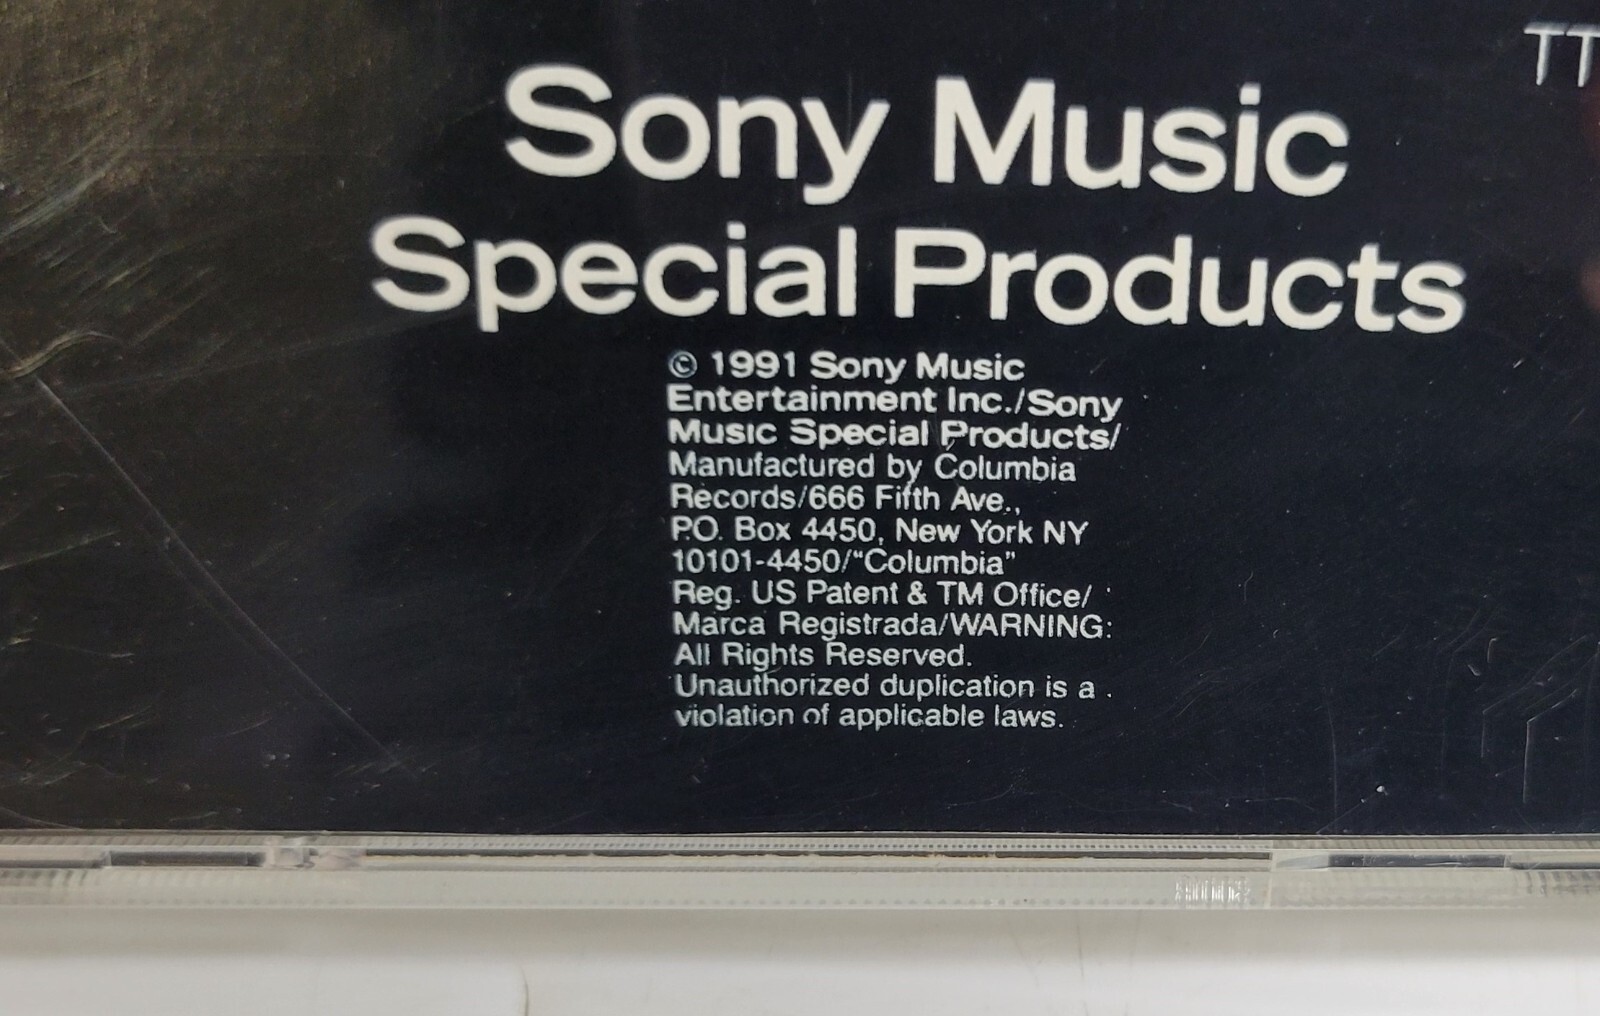 TT
Sony Music
Special Products
© 1991 Sony Music
Entertainment Inc./Sony
Music Special Products/
Manufactured by Columbia
Records/666 Fifth Ave.,
P.O. Box 4450, New York NY
10101-4450/"Columbia"
Reg. US Patent & TM Office/
Marca Registrada/WARNING:
All Rights Reserved.
Unauthorized duplication is a
violation of applicable laws.